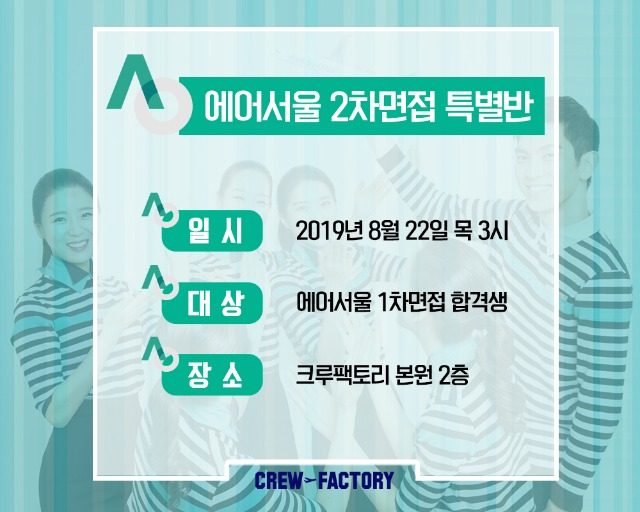 에어서울 2차면접 특별반
일 시 2019년 8월 22일 목 3시
대 상 에어서울 1차면접 합격생
장 소 크루팩토리 본원 2층
CREW FACTORY